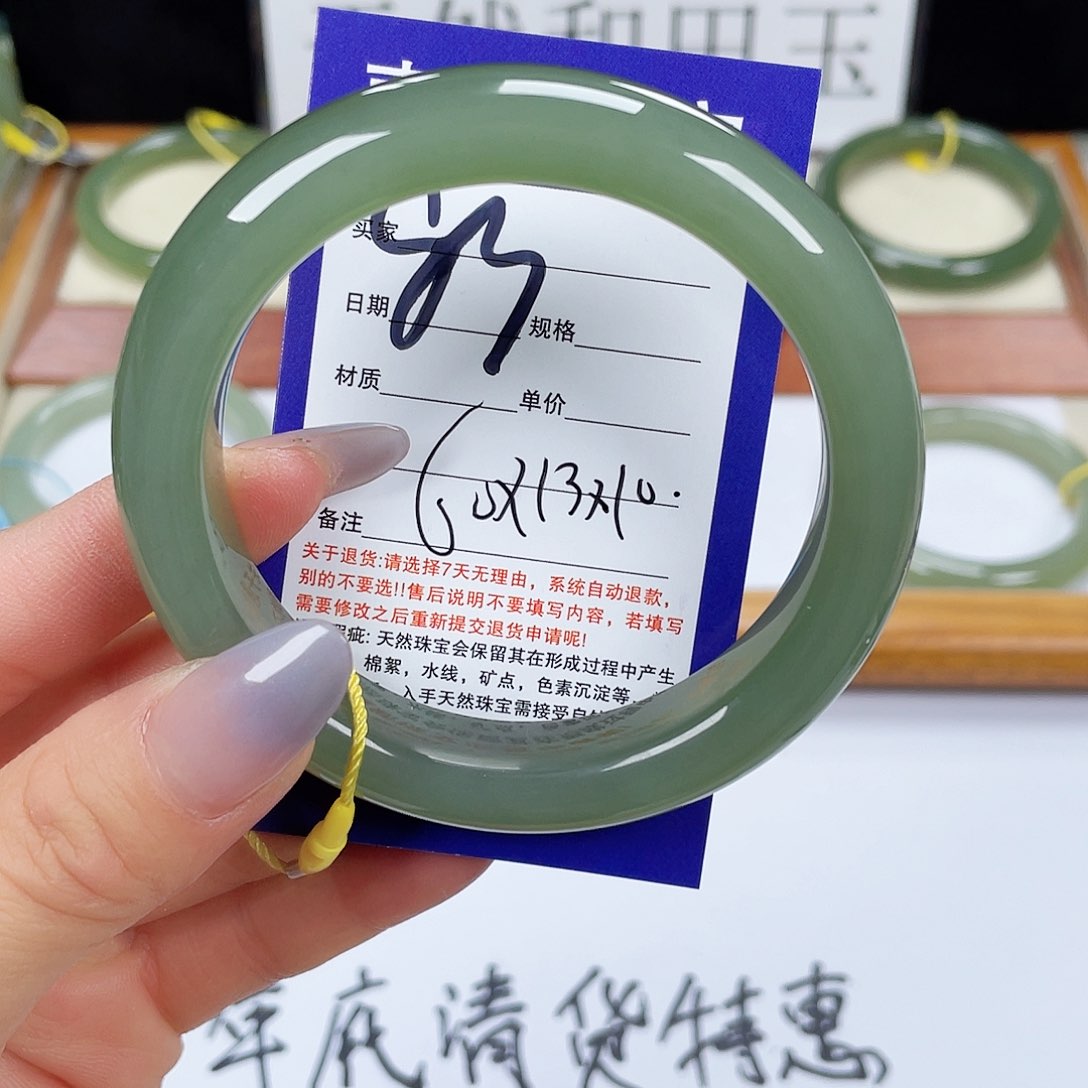 天然和田玉
买家
日期 规格
材质 单价
60X13X10.
备注
关于退货:请选择7天无理由，系统自动退款，
别的不要选!!售后说明不要填写内容，若填写
需要修改之后重新提交退货申请呢!
瑕疵: 天然珠宝会保留其在形成过程中产生
棉絮，水线，矿点，色素沉淀等
入手天然珠宝需接受自
年底清货特惠